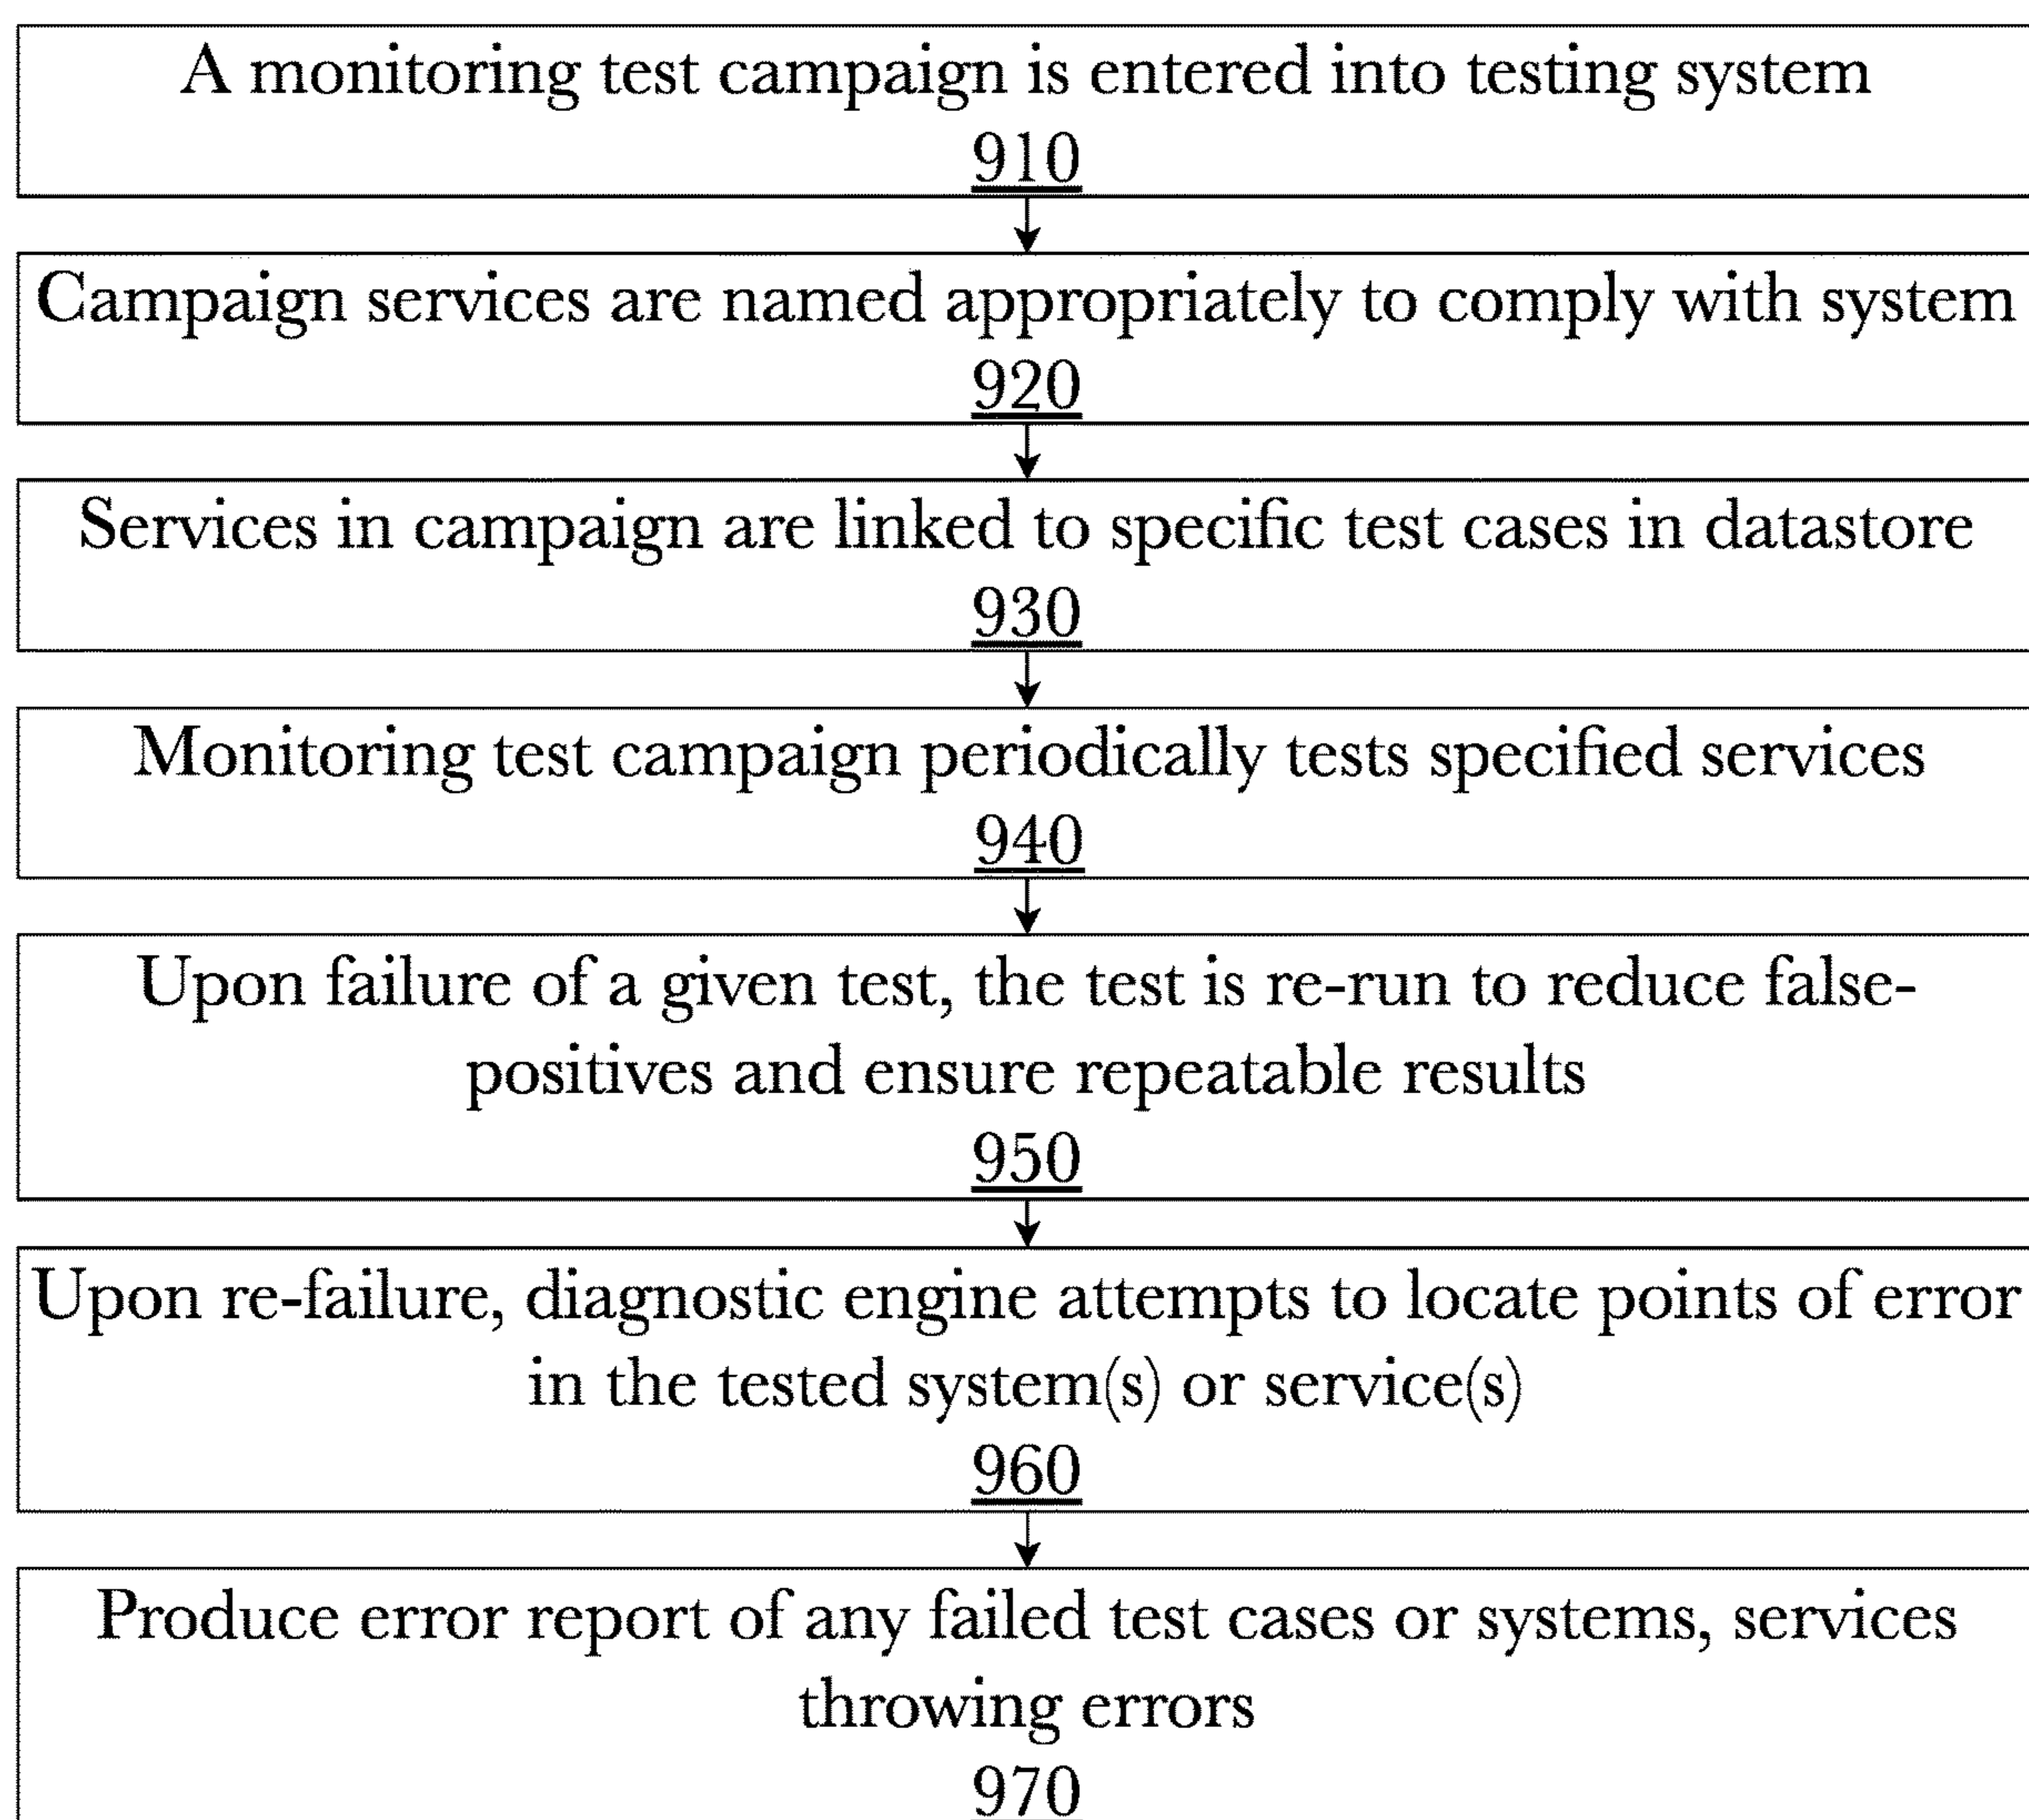 A monitoring test campaign is entered into testing system
910
Campaign services are named appropriately to comply with system
920
Services in campaign are linked to specific test cases in datastore
930
Monitoring test campaign periodically tests specified services
940
Upon failure of a given test, the test is re-run to reduce false-
positives and ensure repeatable results
950
Upon re-failure, diagnostic engine attempts to locate points of error
in the tested system(s) or service(s)
960
Produce error report of any failed test cases or systems, services
throwing errors
970